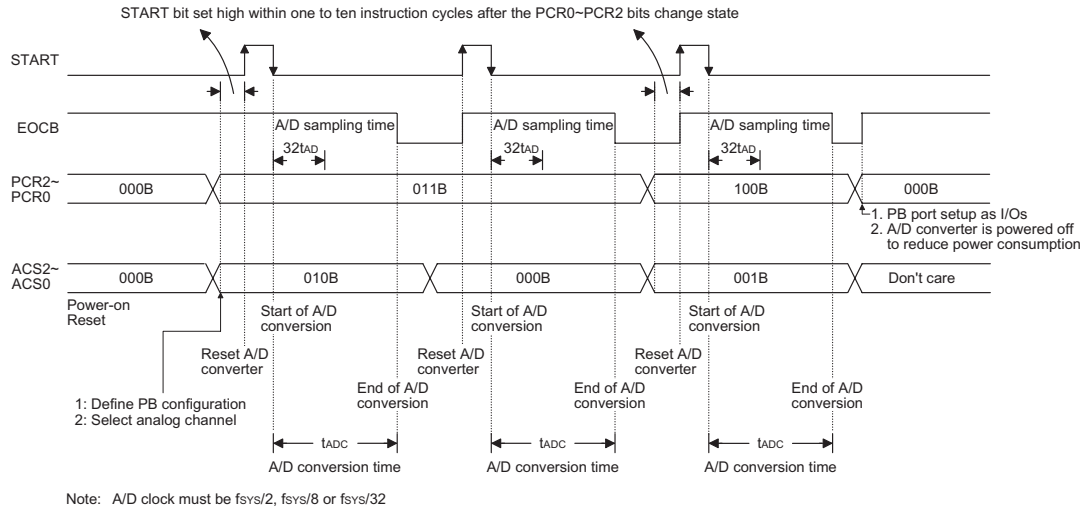 START bit set high within one to ten instruction cycles after the PCR0~PCR2 bits change state
START
EOCB
A/D sampling time
A/D sampling time
A/D sampling time
32tAD
32tAD
32tAD
PCR2~
PCR0
000B
011B
100B
000B
1. PB port setup as I/Os
2. A/D converter is powered off
to reduce power consumption
ACS2~
ACS0
000B
010B
000B
001B
Don't care
Power-on
Reset
Start of A/D
conversion
Start of A/D
conversion
Start of A/D
conversion
Reset A/D
converter
Reset A/D
converter
Reset A/D
converter
1: Define PB configuration
2: Select analog channel
End of A/D
conversion
End of A/D
conversion
End of A/D
conversion
tADC
tADC
tADC
A/D conversion time
A/D conversion time
A/D conversion time
Note: A/D clock must be fSYS/2, fSYS/8 or fSYS/32